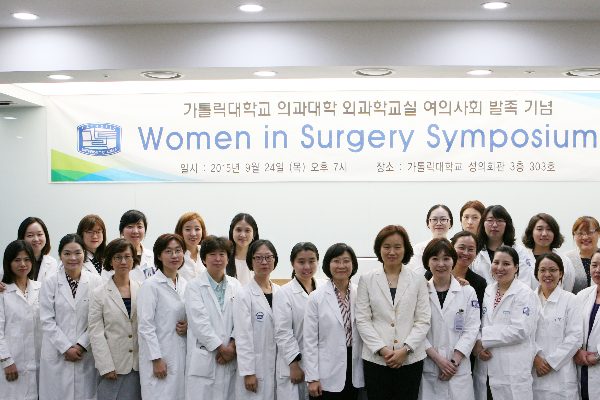 가톨릭대학교 의과대학 외과학교실 여의사회 발족 기념
Women in Surgery Symposium
일시 : 2015년 9월 24일 (목) 오후 7시 장소 : 가톨릭대학교 성의회관 3층 303호